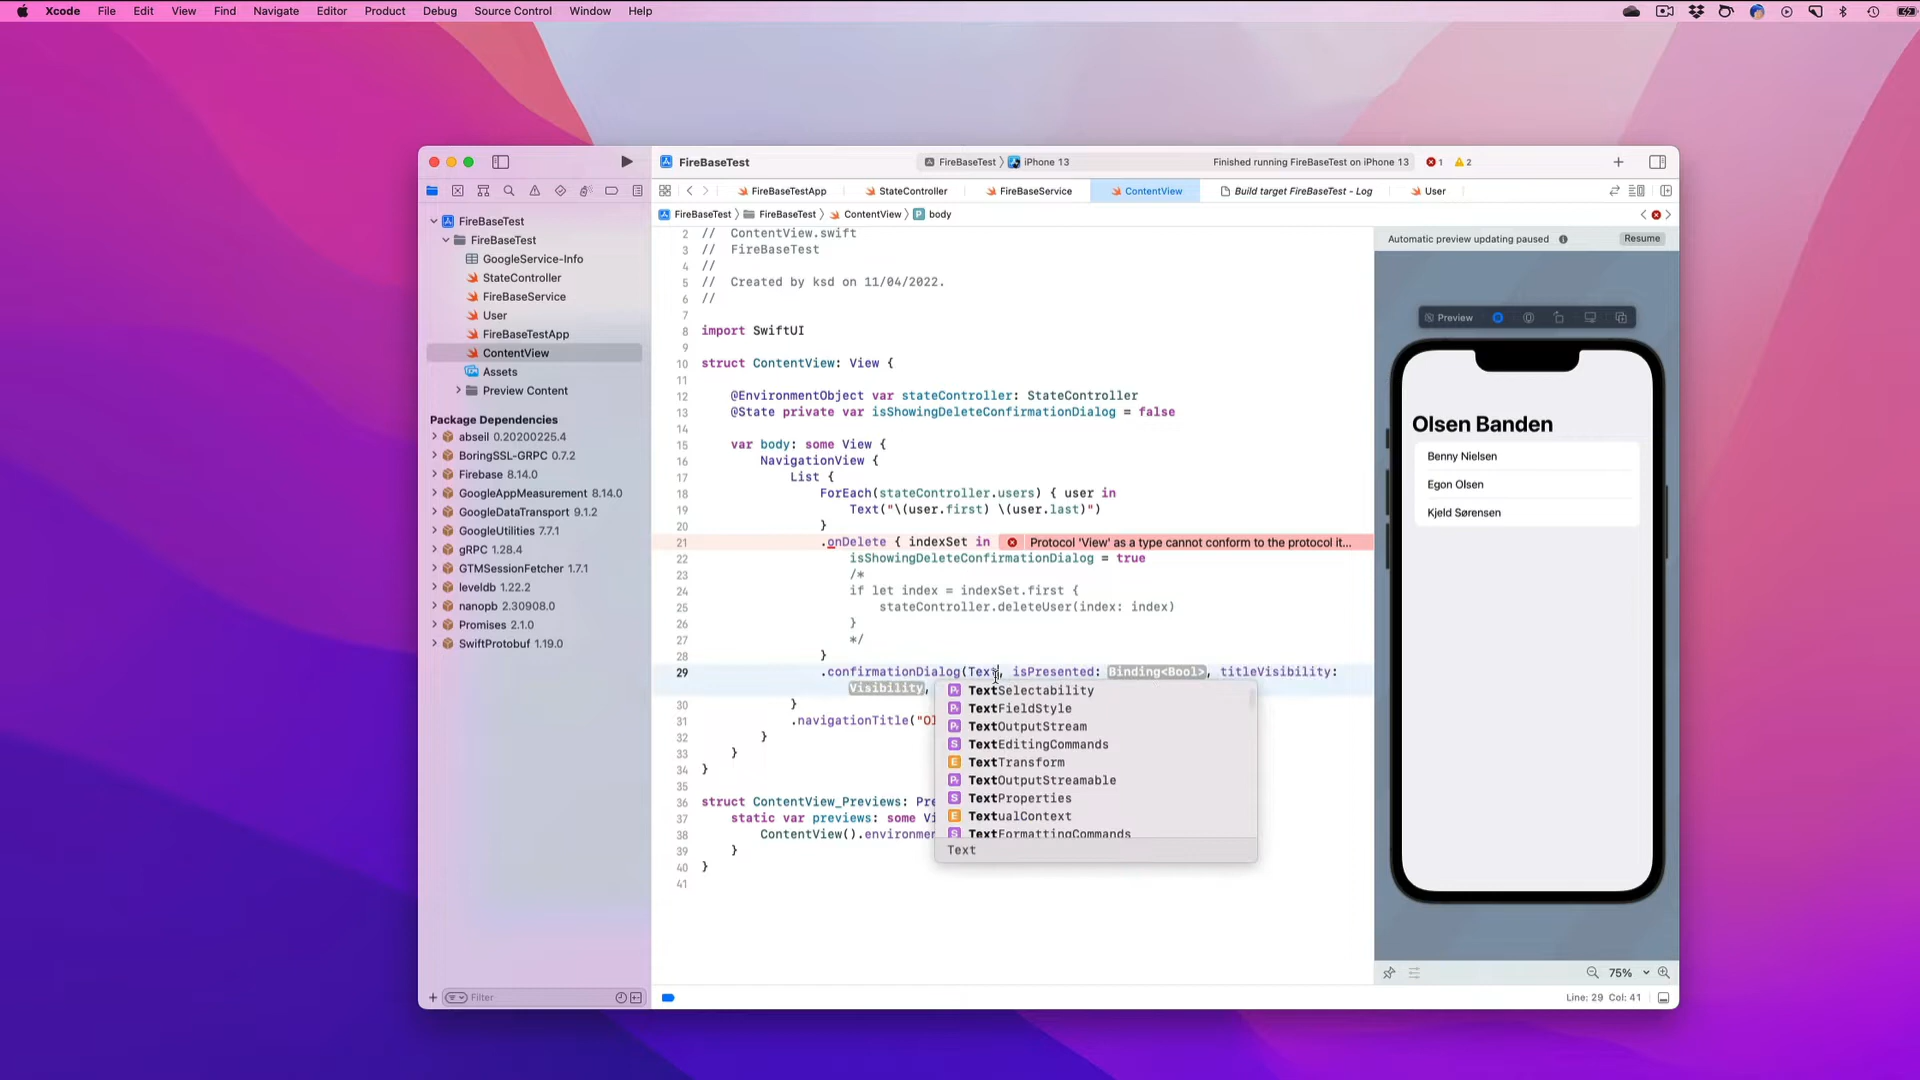 Xcode File Edit View Find Navigate Editor Product Debug Source Control Window Help
FireBaseTest
FireBaseTest
GoogleService-Info
StateController
FireBaseService
User
FireBaseTestApp
ContentView
Assets
Preview Content
Package Dependencies
abseil 0.20200225.4
BoringSSL-GRPC 0.7.2
Firebase 8.14.0
GoogleAppMeasurement 8.14.0
GoogleDataTransport 9.1.2
GoogleUtilities 7.7.1
gRPC 1.28.4
GTMSessionFetcher 1.7.1
leveldb 1.22.2
nanopb 2.30908.0
Promises 2.1.0
SwiftProtobuf 1.19.0
Filter
FireBaseTest FireBaseTest iPhone 13 Finished running FireBaseTest on iPhone 13 1 2
FireBaseTestApp StateController FireBaseService ContentView Build target FireBaseTest - Log User
FireBaseTest FireBaseTest ContentView body
2 // ContentView.swift
3 // FireBaseTest
4 //
5 // Created by ksd on 11/04/2022.
6 //
7
8 import SwiftUI
9
10 struct ContentView: View {
11
12 @EnvironmentObject var stateController: StateController
13 @State private var isShowingDeleteConfirmationDialog = false
14
15 var body: some View {
16 NavigationView {
17 List {
18 ForEach(stateController.users) { user in
19 Text("\(user.first) \(user.last)")
20 }
21 .onDelete { indexSet in Protocol 'View' as a type cannot conform to the protocol it...
22 isShowingDeleteConfirmationDialog = true
23 /*
24 if let index = indexSet.first {
25 stateController.deleteUser(index: index)
26 }
27 */
28 }
29 .confirmationDialog(Text, isPresented: Binding<Bool>, titleVisibility:
Visibility,
30 }
31 .navigationTitle("Ol
32 }
33 }
34 }
35
36 struct ContentView_Previews: Pre
37 static var previews: some Vi
38 ContentView().environme
39 }
40 }
41
TextSelectability
TextFieldStyle
TextOutputStream
TextEditingCommands
TextTransform
TextOutputStreamable
TextProperties
TextualContext
TextFormattingCommands
Text
Automatic preview updating paused Resume
Preview
Olsen Banden
Benny Nielsen
Egon Olsen
Kjeld Sørensen
75%
Line: 29 Col: 41